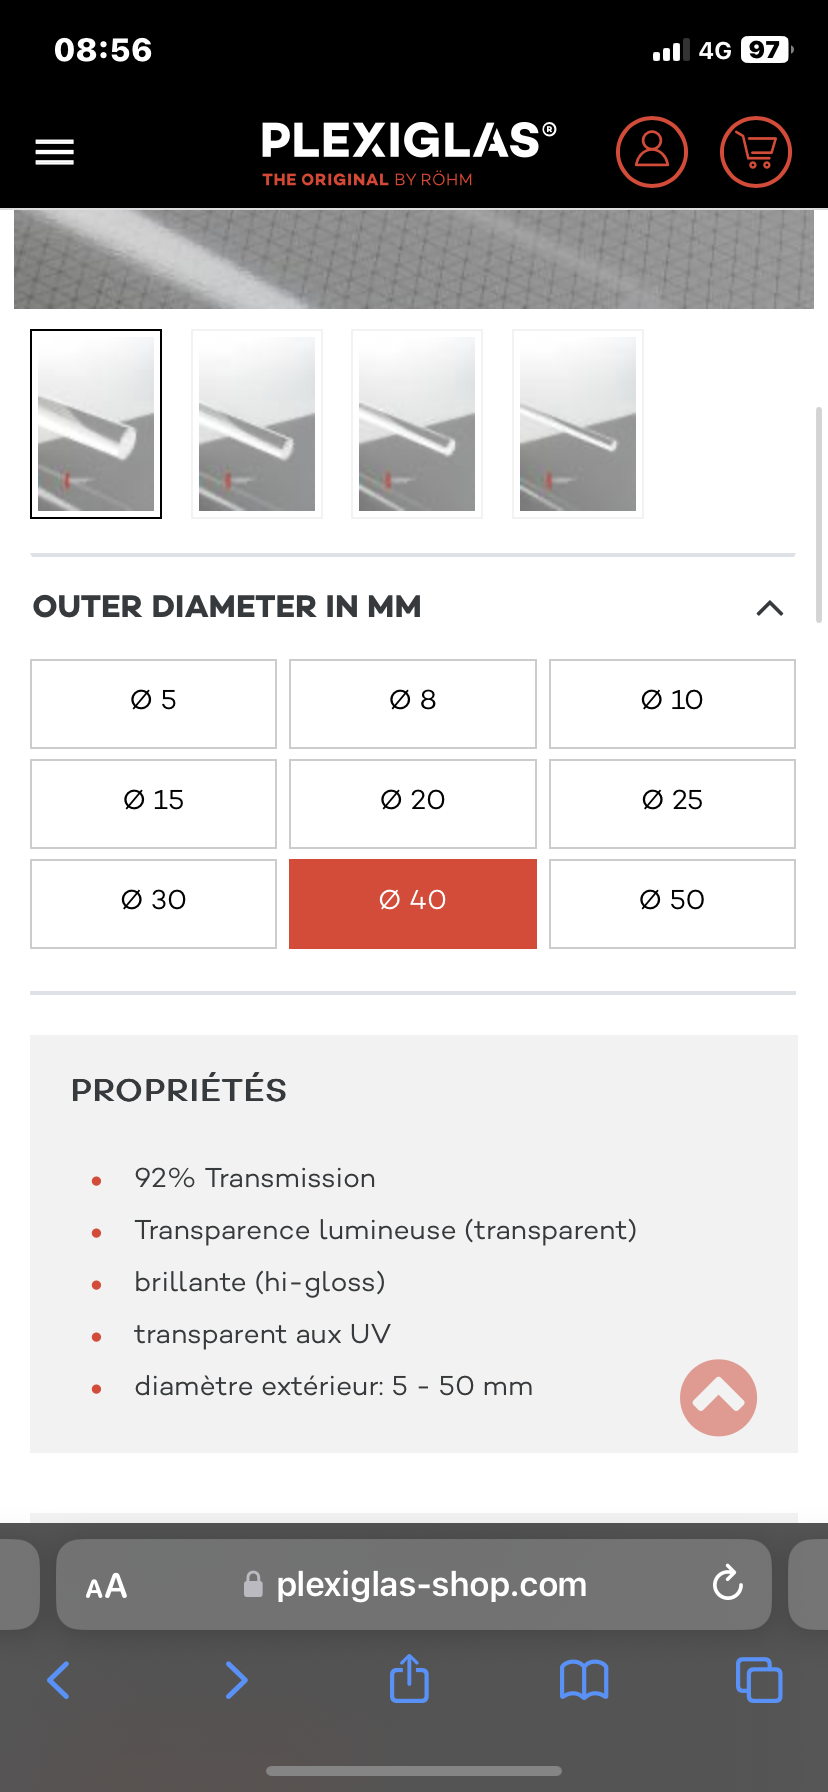 08:56
4G 97
PLEXIGLAS®
THE ORIGINAL BY RÖHM
OUTER DIAMETER IN MM
Ø 5
Ø 8
Ø 10
Ø 15
Ø 20
Ø 25
Ø 30
Ø 40
Ø 50
PROPRIÉTÉS
92% Transmission
Transparence lumineuse (transparent)
brillante (hi-gloss)
transparent aux UV
diamètre extérieur: 5 - 50 mm
AA plexiglas-shop.com